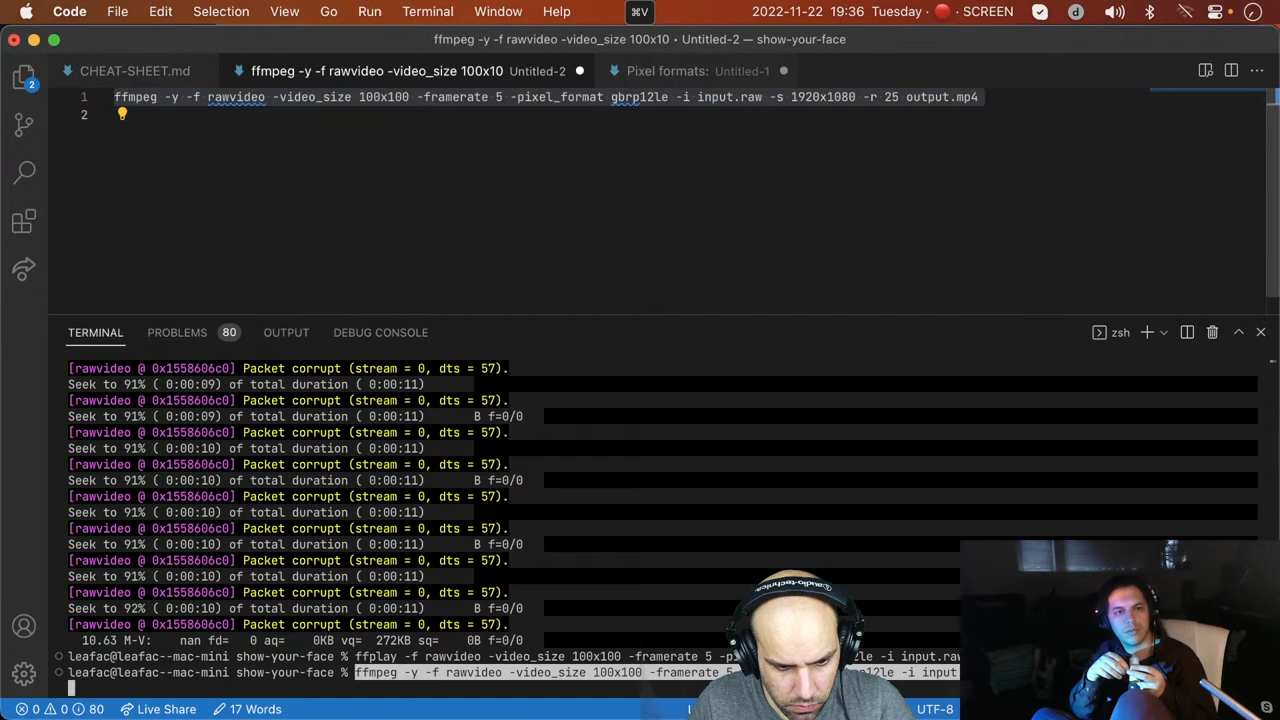 Code File Edit Selection View Go Run Terminal Window Help ⌘V 2022-11-22 19:36 Tuesday 🔴 • SCREEN
ffmpeg -y -f rawvideo -video_size 100x10 • Untitled-2 — show-your-face
CHEAT-SHEET.md ffmpeg -y -f rawvideo -video_size 100x10 Untitled-2 Pixel formats: Untitled-1
2
1 ffmpeg -y -f rawvideo -video_size 100x100 -framerate 5 -pixel_format gbrp12le -i input.raw -s 1920x1080 -r 25 output.mp4
2
TERMINAL PROBLEMS 80 OUTPUT DEBUG CONSOLE zsh
[rawvideo @ 0x1558606c0] Packet corrupt (stream = 0, dts = 57).
Seek to 91% ( 0:00:09) of total duration ( 0:00:11)
[rawvideo @ 0x1558606c0] Packet corrupt (stream = 0, dts = 57).
Seek to 91% ( 0:00:09) of total duration ( 0:00:11) B f=0/0
[rawvideo @ 0x1558606c0] Packet corrupt (stream = 0, dts = 57).
Seek to 91% ( 0:00:10) of total duration ( 0:00:11)
[rawvideo @ 0x1558606c0] Packet corrupt (stream = 0, dts = 57).
Seek to 91% ( 0:00:10) of total duration ( 0:00:11) B f=0/0
[rawvideo @ 0x1558606c0] Packet corrupt (stream = 0, dts = 57).
Seek to 91% ( 0:00:10) of total duration ( 0:00:11)
[rawvideo @ 0x1558606c0] Packet corrupt (stream = 0, dts = 57).
Seek to 91% ( 0:00:10) of total duration ( 0:00:11) B f=0/0
[rawvideo @ 0x1558606c0] Packet corrupt (stream = 0, dts = 57).
Seek to 91% ( 0:00:10) of total duration ( 0:00:11)
[rawvideo @ 0x1558606c0] Packet corrupt (stream = 0, dts = 57).
Seek to 92% ( 0:00:10) of total duration ( 0:00:11) B f=0/0
[rawvideo @ 0x1558606c0] Packet corrupt (stream = 0, dts = 57).
10.63 M-V: nan fd= 0 aq= 0KB vq= 272KB sq= 0B f=0/0
leafac@leafac--mac-mini show-your-face % ffplay -f rawvideo -video_size 100x100 -framerate 5 -p 2le -i input.raw
leafac@leafac--mac-mini show-your-face % ffmpeg -y -f rawvideo -video_size 100x100 -framerate 5 12le -i input
0 0 80 Live Share 17 Words UTF-8
audio-technica